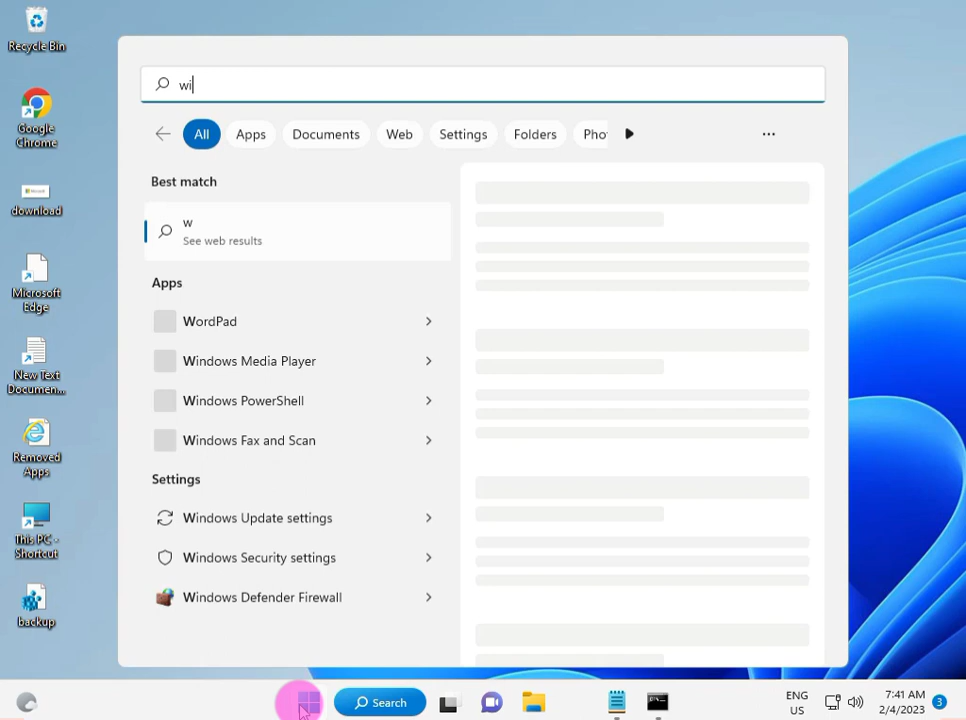 Recycle Bin
Google
Chrome
download
Microsoft
Edge
New Text
Documen...
Removed
Apps
This PC -
Shortcut
backup
wi
All
Apps
Documents
Web
Settings
Folders
Pho
...
Best match
w
See web results
Apps
WordPad
Windows Media Player
Windows PowerShell
Windows Fax and Scan
Settings
Windows Update settings
Windows Security settings
Windows Defender Firewall
Search
ENG
US
7:41 AM
2/4/2023
3